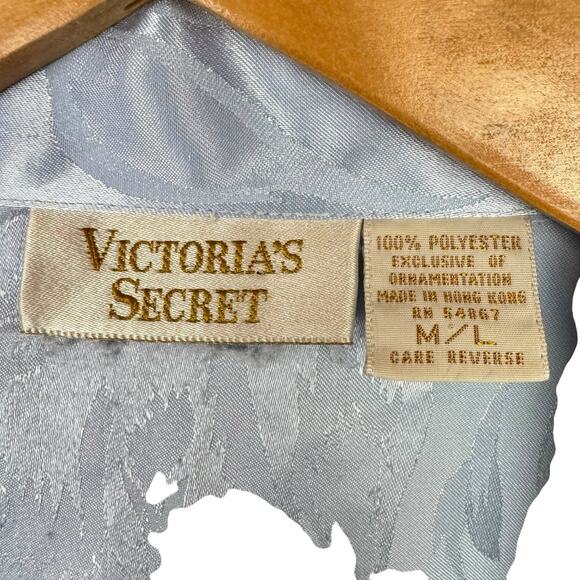 VICTORIA'S
SECRET
100% POLYESTER
EXCLUSIVE OF
ORNAMENTATION
MADE IN HONG KONG
RN 54867
M/L
CARE REVERSE